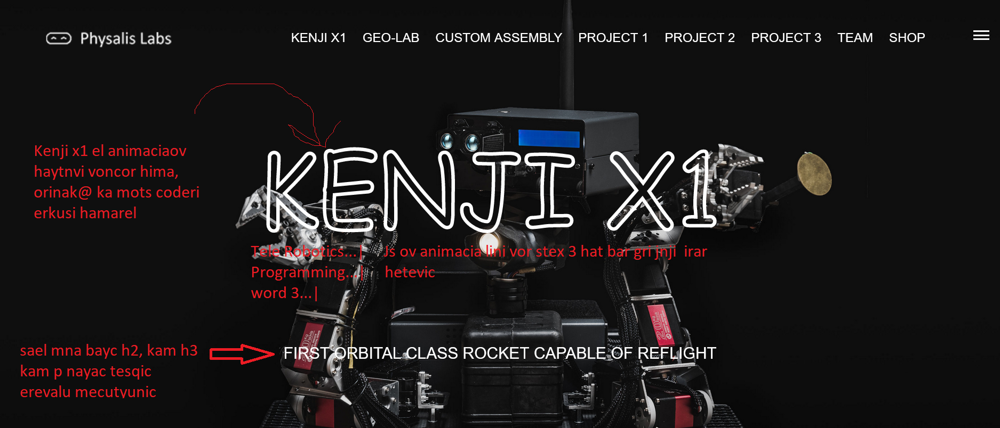 Physalis Labs
KENJI X1 GEO-LAB CUSTOM ASSEMBLY PROJECT 1 PROJECT 2 PROJECT 3 TEAM SHOP
Kenji x1 el animaciaov
haytnvi voncor hima,
orinak@ ka mots coderi
erkusi hamarel
KENJI X1
Tele Robotics...| Js ov animacia lini vor stex 3 hat bar gri jnji irar
Programming...| hetevic
word 3...|
sael mna bayc h2, kam h3
kam p nayac tesqic
erevalu mecutyunic
FIRST ORBITAL CLASS ROCKET CAPABLE OF REFLIGHT